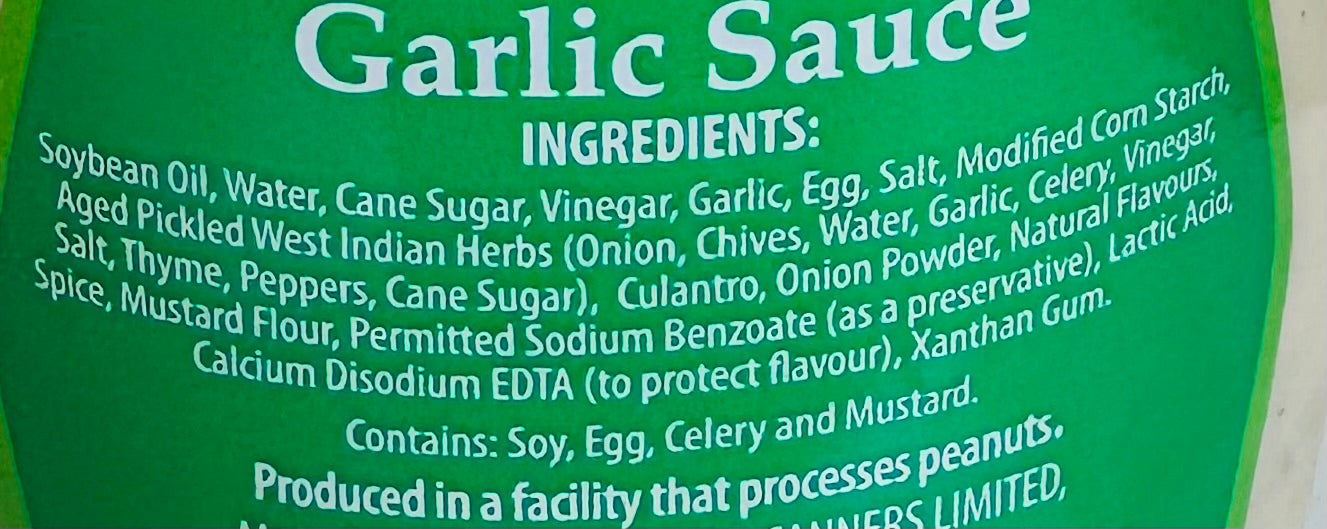 Garlic Sauce
INGREDIENTS:
Soybean Oil, Water, Cane Sugar, Vinegar, Garlic, Egg, Salt, Modified Corn Starch,
Aged Pickled West Indian Herbs (Onion, Chives, Water, Garlic, Celery, Vinegar,
Salt, Thyme, Peppers, Cane Sugar), Culantro, Onion Powder, Natural Flavours,
Spice, Mustard Flour, Permitted Sodium Benzoate (as a preservative), Lactic Acid,
Calcium Disodium EDTA (to protect flavour), Xanthan Gum.
Contains: Soy, Egg, Celery and Mustard.
Produced in a facility that processes peanuts.
LIMITED,